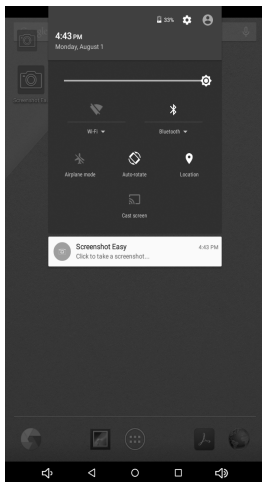 33%
4:43 PM
Monday, August 1
Wi-Fi
Bluetooth
Airplane mode
Auto-rotate
Location
Cast screen
Screenshot Easy
4:43 PM
Click to take a screenshot...